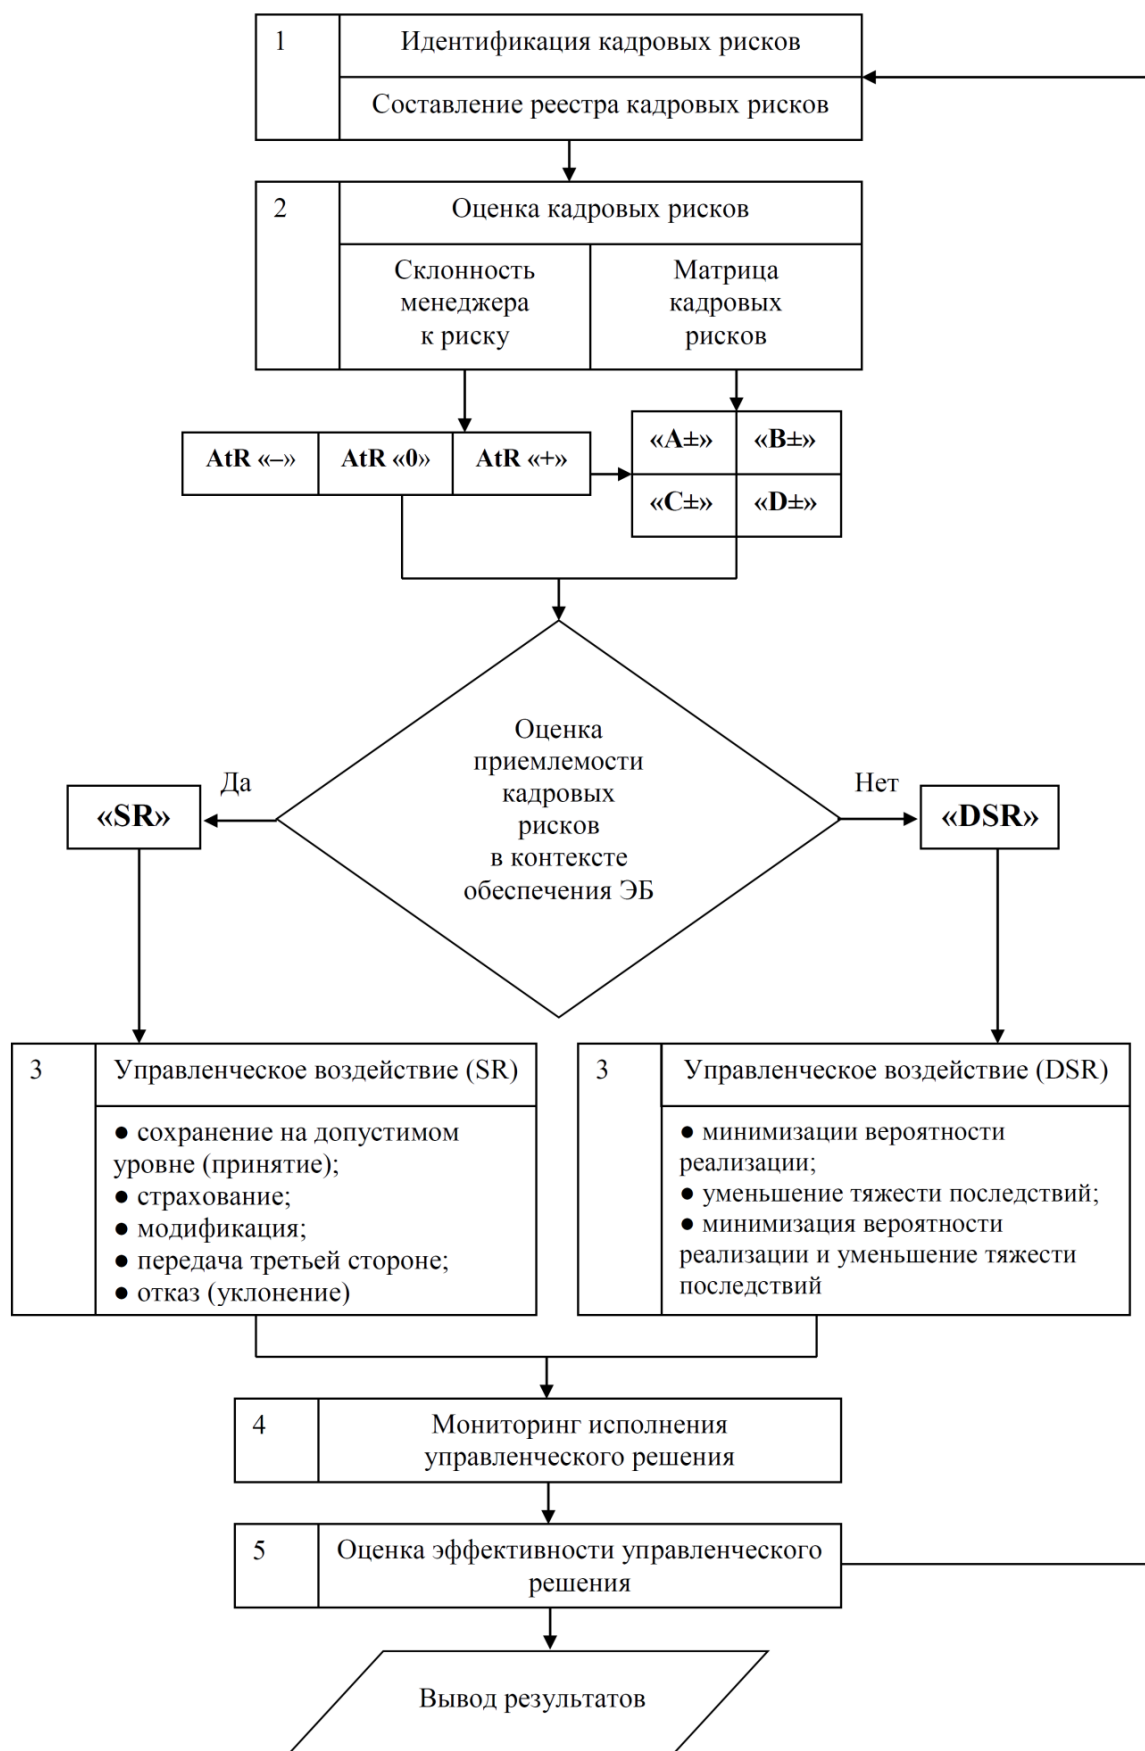 1
Идентификация кадровых рисков
Составление реестра кадровых рисков
2
Оценка кадровых рисков
Склонность
менеджера
к риску
Матрица
кадровых
рисков
AtR «–»
AtR «0»
AtR «+»
«A±»
«B±»
«C±»
«D±»
Оценка
приемлемости
кадровых
рисков
в контексте
обеспечения ЭБ
Да
Нет
«SR»
«DSR»
3
Управленческое воздействие (SR)
● сохранение на допустимом
уровне (принятие);
● страхование;
● модификация;
● передача третьей стороне;
● отказ (уклонение)
3
Управленческое воздействие (DSR)
● минимизации вероятности
реализации;
● уменьшение тяжести последствий;
● минимизация вероятности
реализации и уменьшение тяжести
последствий
4
Мониторинг исполнения
управленческого решения
5
Оценка эффективности управленческого
решения
Вывод результатов